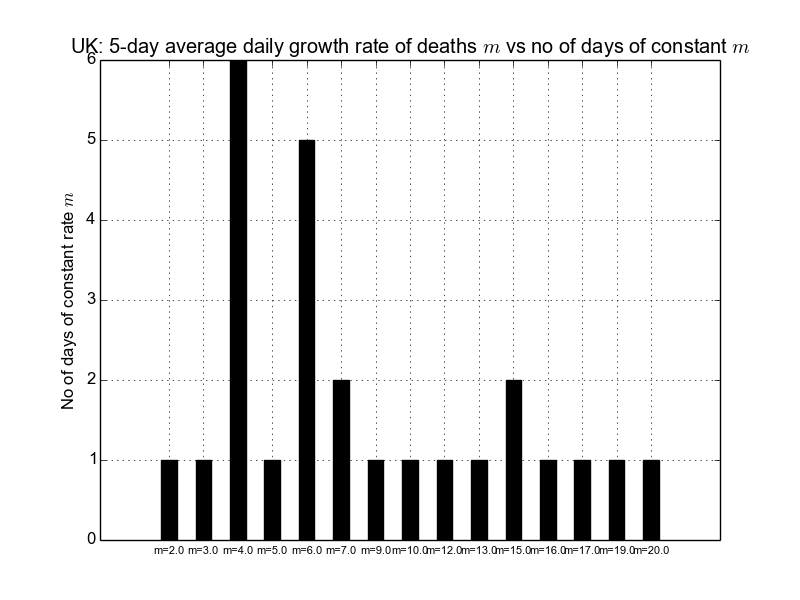 UK: 5-day average daily growth rate of deaths m vs no of days of constant m
No of days of constant rate m
6
5
4
3
2
1
0
m=2.0 m=3.0 m=4.0 m=5.0 m=6.0 m=7.0 m=9.0 m=10.0 m=12.0 m=13.0 m=15.0 m=16.0 m=17.0 m=19.0 m=20.0